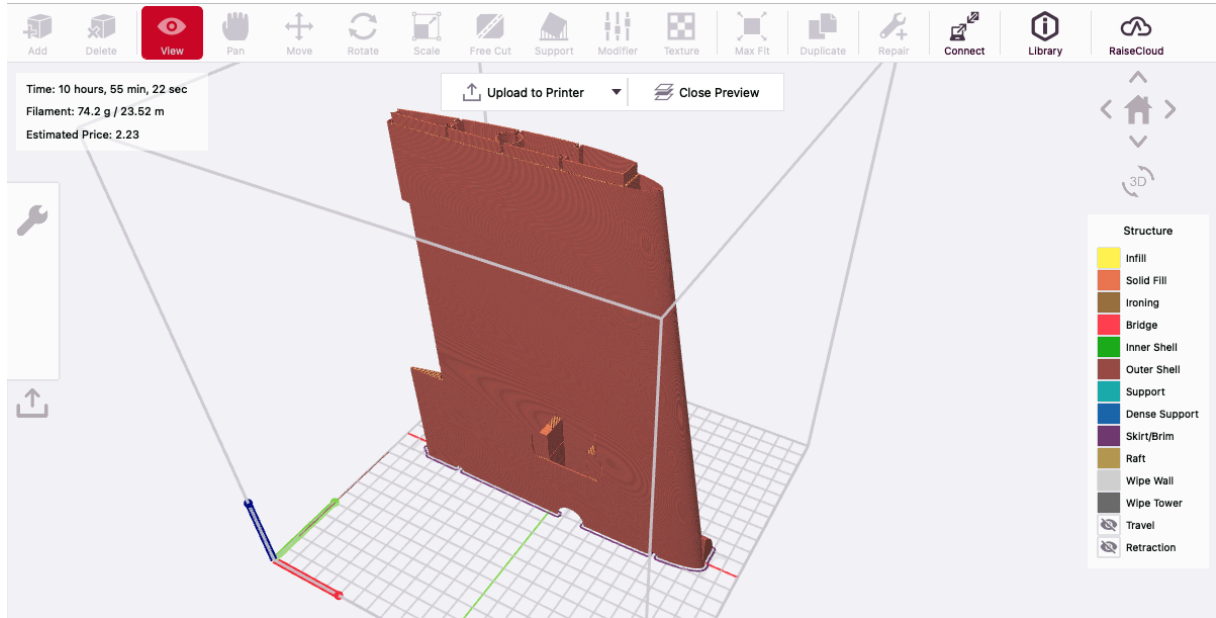 Add
Delete
View
Pan
Move
Rotate
Scale
Free Cut
Support
Modifier
Texture
Max Fit
Duplicate
Repair
Connect
Library
RaiseCloud
Time: 10 hours, 55 min, 22 sec
Filament: 74.2 g / 23.52 m
Estimated Price: 2.23
Upload to Printer
Close Preview
3D
Structure
Infill
Solid Fill
Ironing
Bridge
Inner Shell
Outer Shell
Support
Dense Support
Skirt/Brim
Raft
Wipe Wall
Wipe Tower
Travel
Retraction